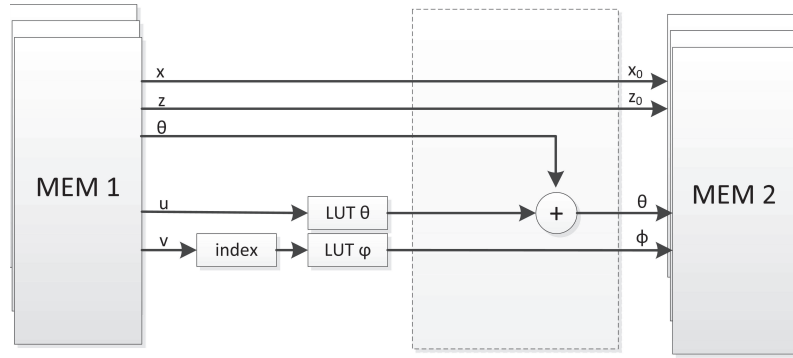 x x₀
z z₀
θ
MEM 1
MEM 2
u LUT θ + θ
v index LUT φ ϕ